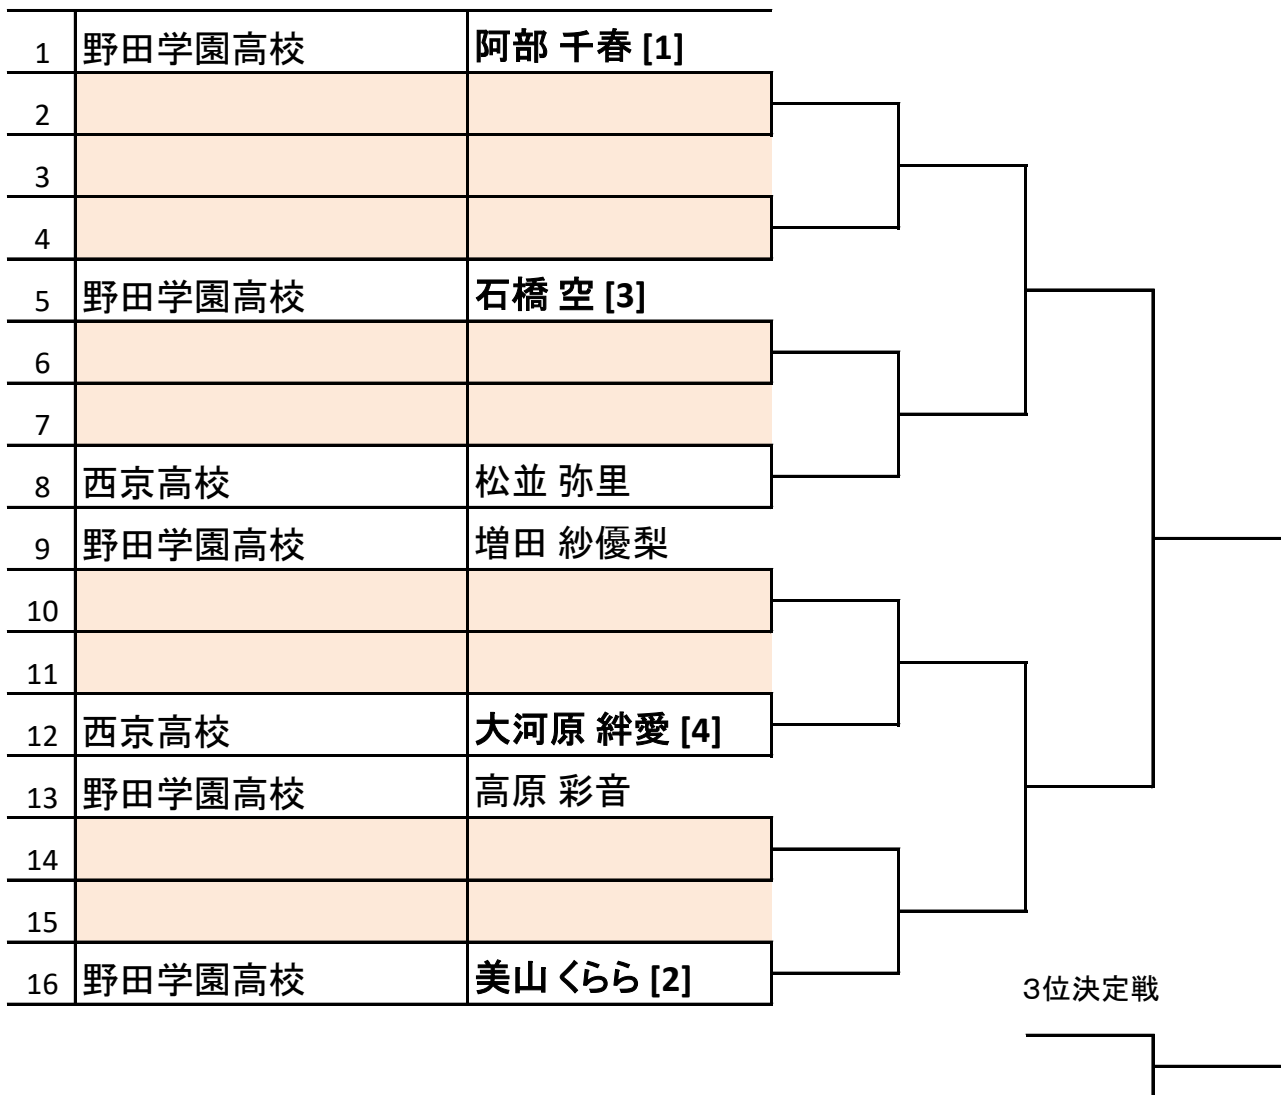 1 野田学園高校 阿部 千春 [1]
2
3
4
5 野田学園高校 石橋 空 [3]
6
7
8 西京高校 松並 弥里
9 野田学園高校 増田 紗優梨
10
11
12 西京高校 大河原 絆愛 [4]
13 野田学園高校 高原 彩音
14
15
16 野田学園高校 美山 くらら [2]
3位決定戦